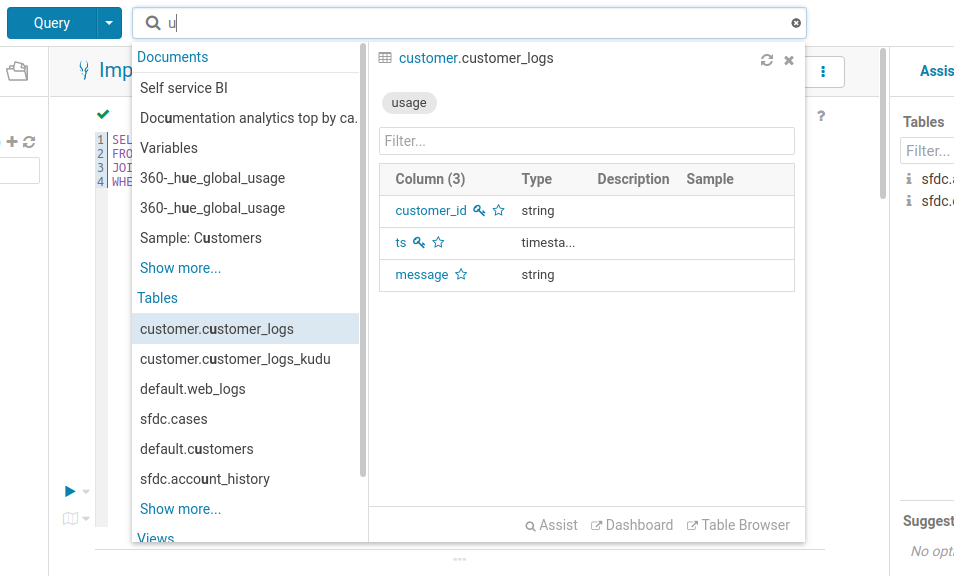 Query
u
Documents
Self service BI
Documentation analytics top by ca.
Variables
360-_hue_global_usage
360-_hue_global_usage
Sample: Customers
Show more...
Tables
customer.customer_logs
customer.customer_logs_kudu
default.web_logs
sfdc.cases
default.customers
sfdc.account_history
Show more...
Views
customer.customer_logs
usage
Filter...
Column (3) Type Description Sample
customer_id string
ts timesta...
message string
Assist Dashboard Table Browser
Imp
1 SEL
2 FRO
3 JOI
4 WHE
?
Assis
Tables
Filter...
sfdc.a
sfdc.
Suggest
No opti